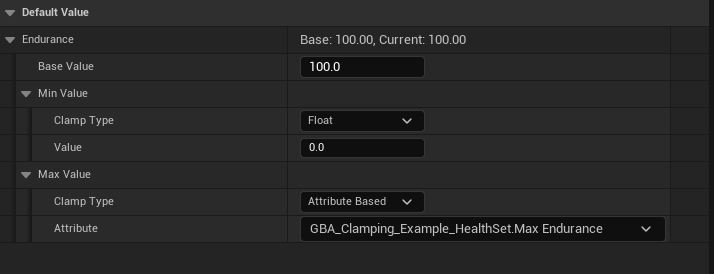 Default Value
Endurance Base: 100.00, Current: 100.00
Base Value 100.0
Min Value
Clamp Type Float
Value 0.0
Max Value
Clamp Type Attribute Based
Attribute GBA_Clamping_Example_HealthSet.Max Endurance